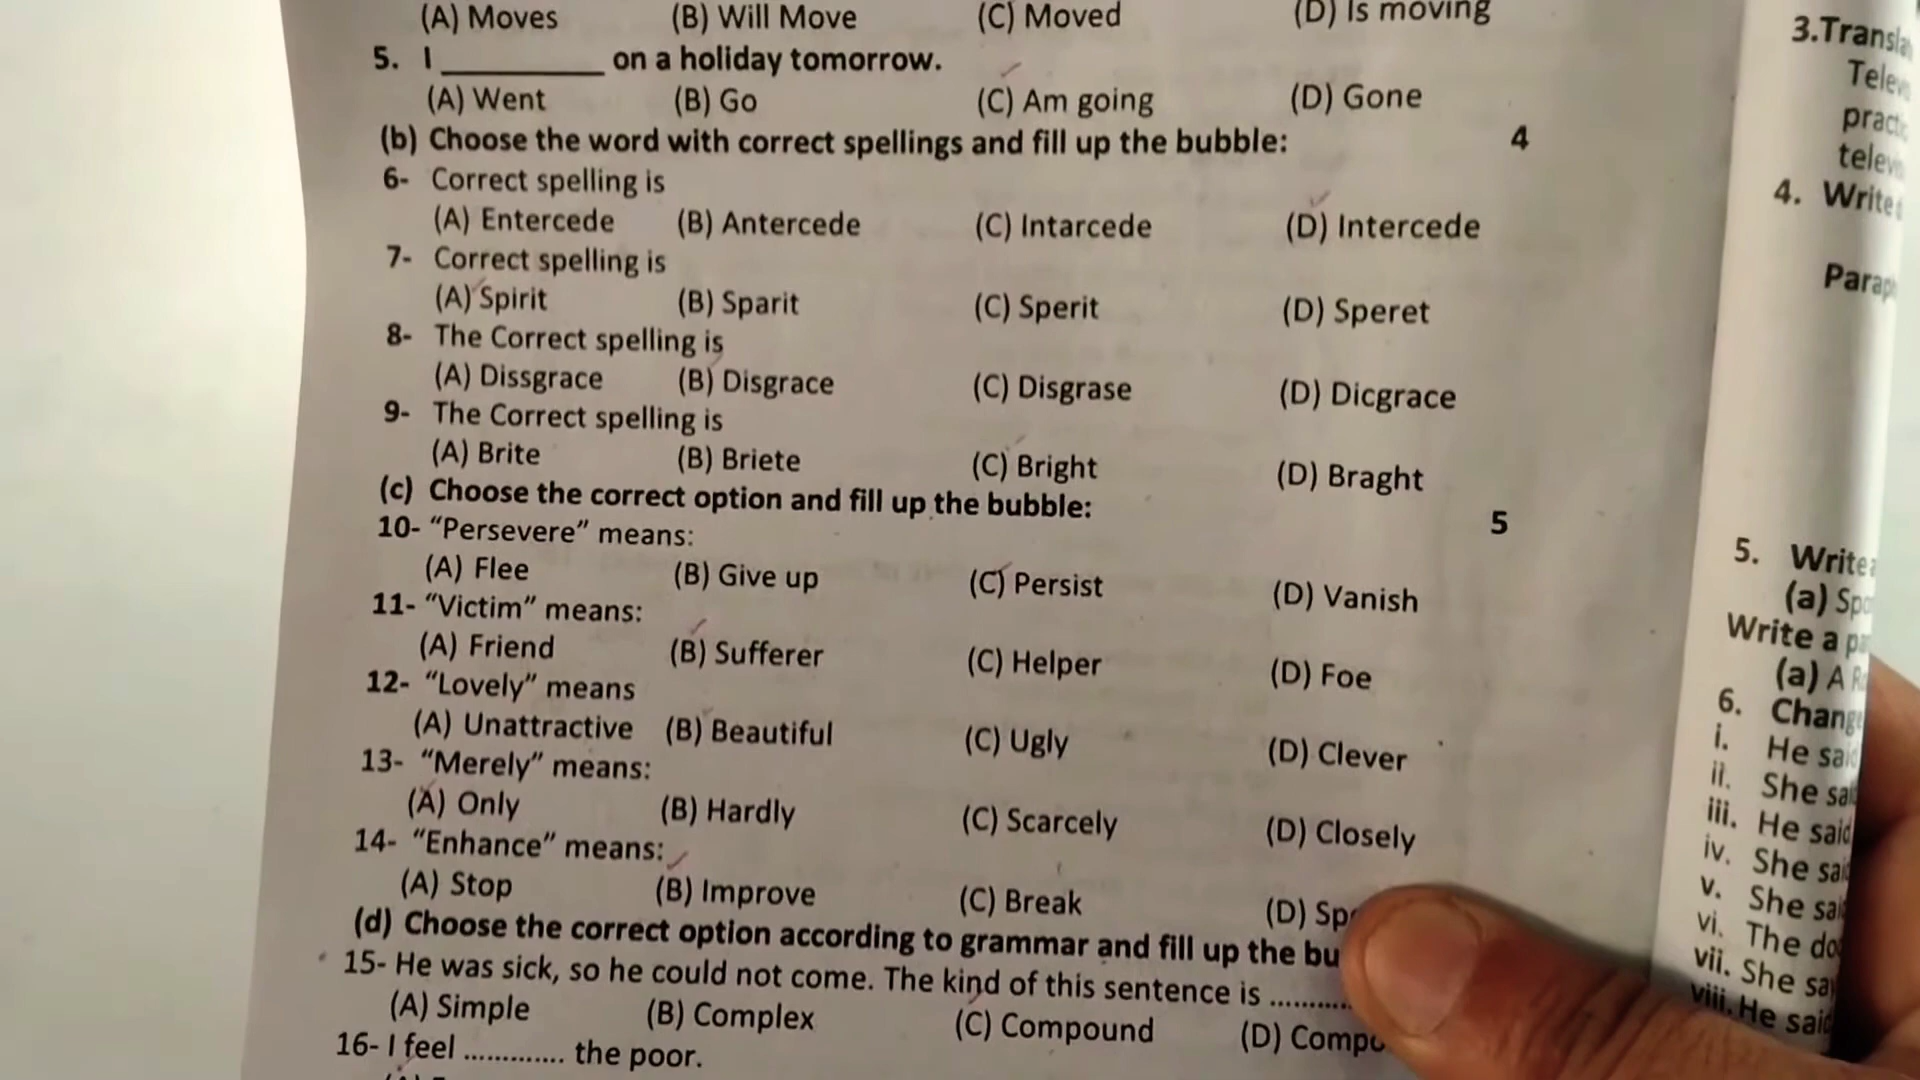 (A) Moves (B) Will Move (C) Moved (D) Is moving
5. I __________ on a holiday tomorrow.
(A) Went (B) Go (C) Am going (D) Gone
(b) Choose the word with correct spellings and fill up the bubble: 4
6- Correct spelling is
(A) Entercede (B) Antercede (C) Intarcede (D) Intercede
7- Correct spelling is
(A) Spirit (B) Sparit (C) Sperit (D) Speret
8- The Correct spelling is
(A) Dissgrace (B) Disgrace (C) Disgrase (D) Dicgrace
9- The Correct spelling is
(A) Brite (B) Briete (C) Bright (D) Braght
(c) Choose the correct option and fill up the bubble: 5
10- “Persevere” means:
(A) Flee (B) Give up (C) Persist (D) Vanish
11- “Victim” means:
(A) Friend (B) Sufferer (C) Helper (D) Foe
12- “Lovely” means
(A) Unattractive (B) Beautiful (C) Ugly (D) Clever
13- “Merely” means:
(A) Only (B) Hardly (C) Scarcely (D) Closely
14- “Enhance” means:
(A) Stop (B) Improve (C) Break (D)
(d) Choose the correct option according to grammar and fill up the
15- He was sick, so he could not come. The kind of this sentence is ...........
(A) Simple (B) Complex (C) Compound (D)
16- I feel ............. the poor.
3.
4. Write
5. Write
(a)
Write a
(a) A
6.
i. He
ii. She
iii. He said
iv. She
v. She
vi. The
vii. She
viii. He said